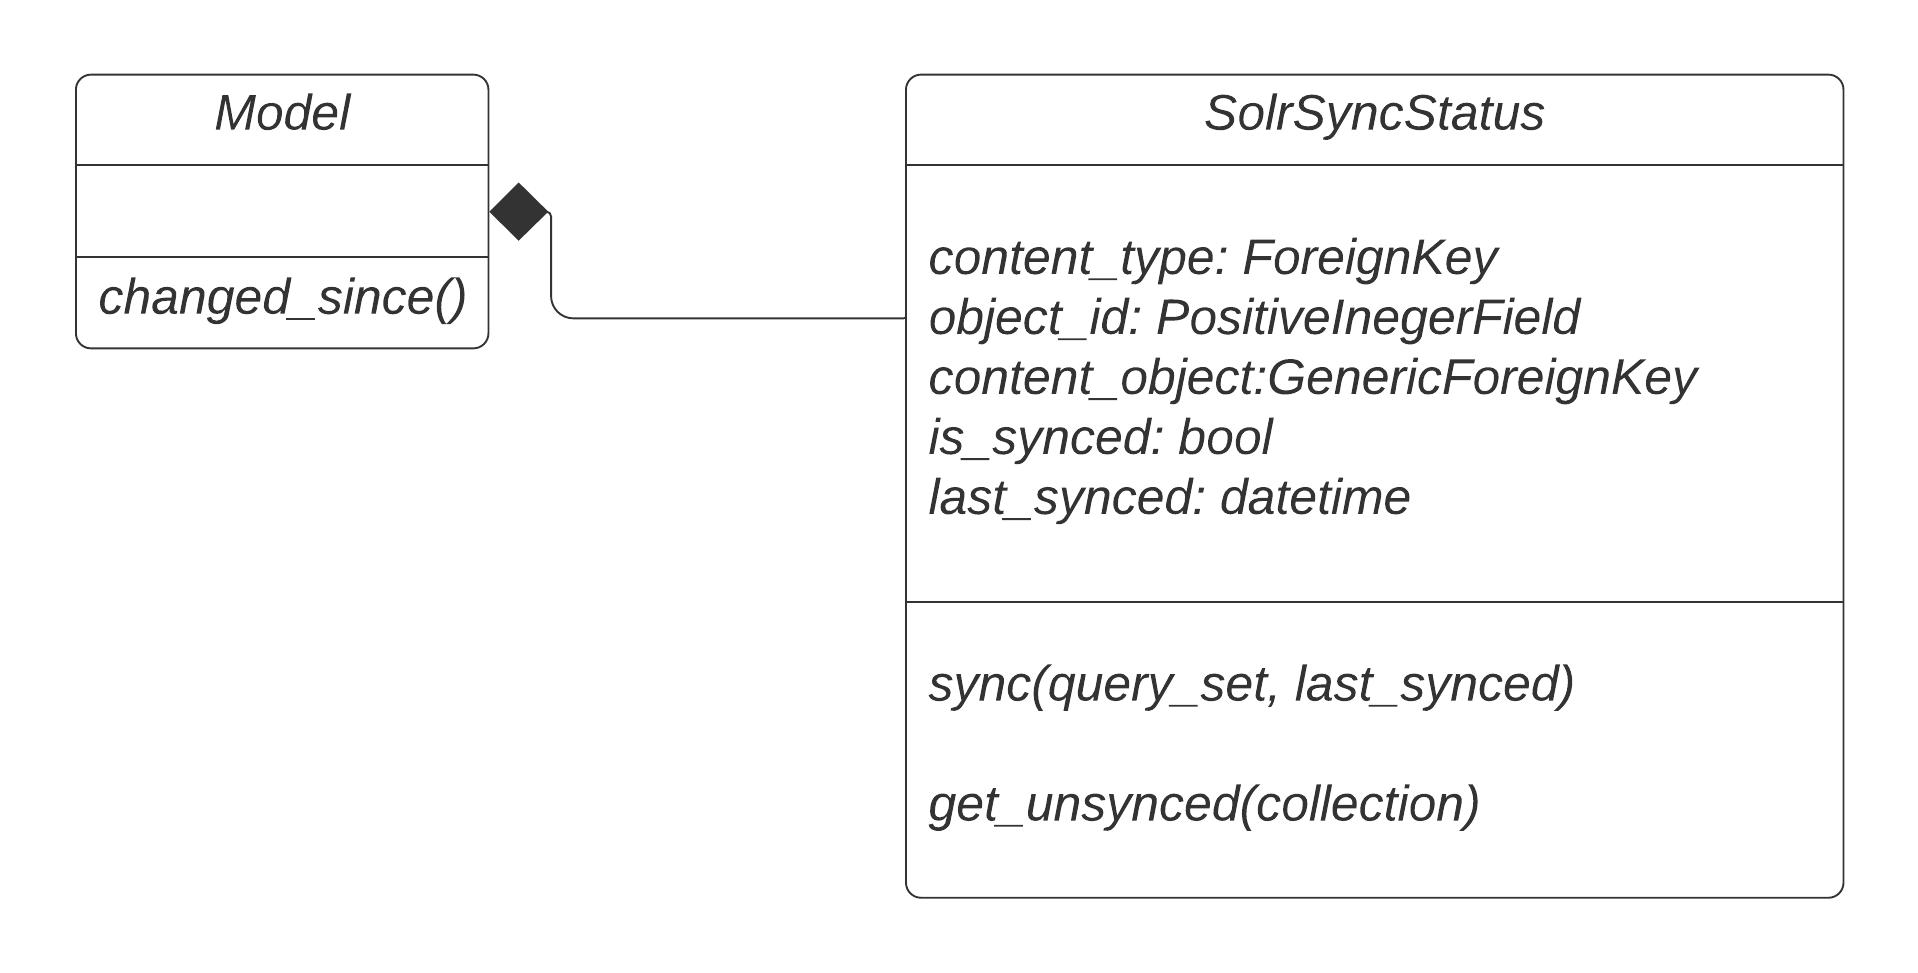 Model
changed_since()
SolrSyncStatus
content_type: ForeignKey
object_id: PositiveInegerField
content_object:GenericForeignKey
is_synced: bool
last_synced: datetime
sync(query_set, last_synced)
get_unsynced(collection)